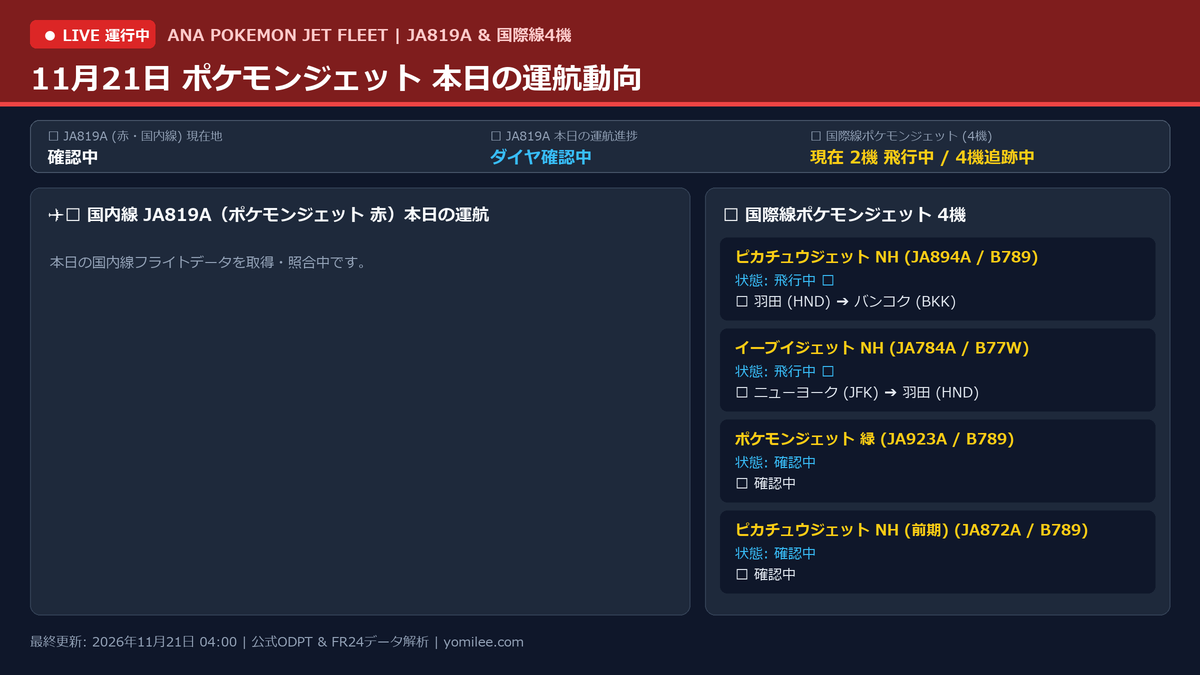 ● LIVE 運行中 ANA POKEMON JET FLEET | JA819A & 国際線4機
11月21日 ポケモンジェット 本日の運航動向
□ JA819A (赤・国内線) 現在地
確認中
□ JA819A 本日の運航進捗
ダイヤ確認中
□ 国際線ポケモンジェット (4機)
現在 2機 飛行中 / 4機追跡中
✈□ 国内線 JA819A（ポケモンジェット 赤）本日の運航
本日の国内線フライトデータを取得・照合中です。
□ 国際線ポケモンジェット 4機
ピカチュウジェット NH (JA894A / B789)
状態: 飛行中 □
□ 羽田 (HND) ➔ バンコク (BKK)
イーブイジェット NH (JA784A / B77W)
状態: 飛行中 □
□ ニューヨーク (JFK) ➔ 羽田 (HND)
ポケモンジェット 緑 (JA923A / B789)
状態: 確認中
□ 確認中
ピカチュウジェット NH (前期) (JA872A / B789)
状態: 確認中
□ 確認中
最終更新: 2026年11月21日 04:00 | 公式ODPT & FR24データ解析 | yomilee.com